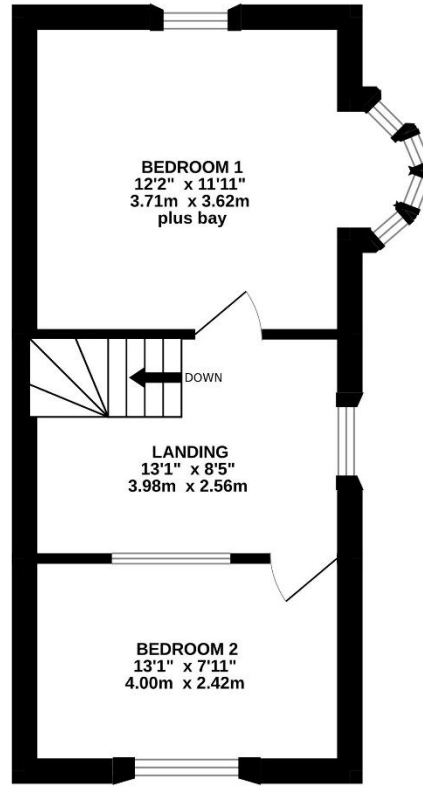 BEDROOM 1
12'2" x 11'11"
3.71m x 3.62m
plus bay
DOWN
LANDING
13'1" x 8'5"
3.98m x 2.56m
BEDROOM 2
13'1" x 7'11"
4.00m x 2.42m